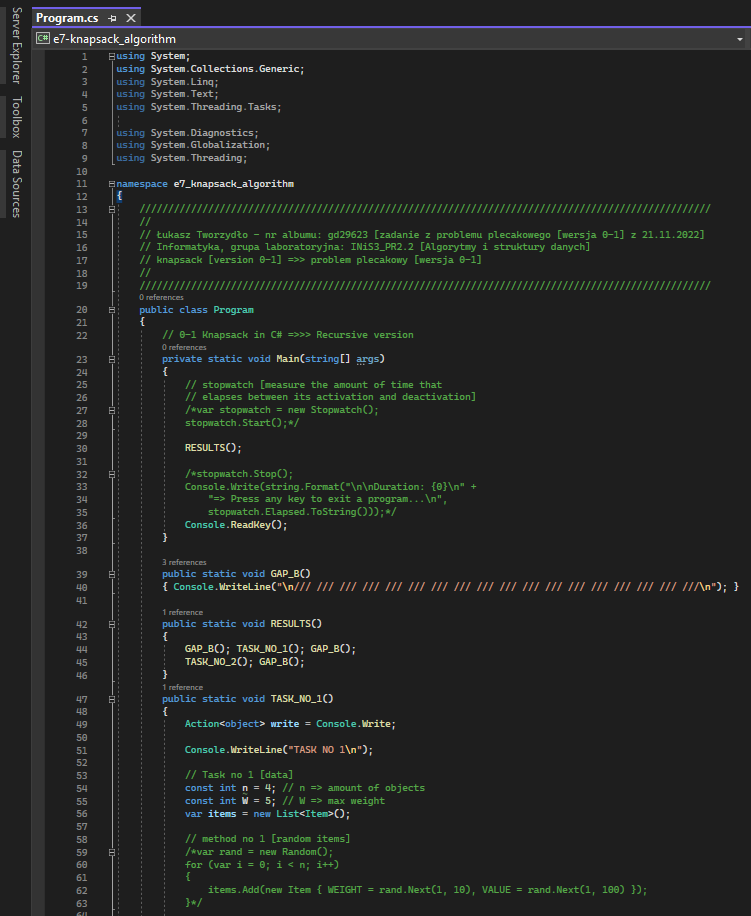 Server Explorer
Toolbox
Data Sources
Program.cs
C# e7-knapsack_algorithm
1 using System;
2 using System.Collections.Generic;
3 using System.Linq;
4 using System.Text;
5 using System.Threading.Tasks;
6
7 using System.Diagnostics;
8 using System.Globalization;
9 using System.Threading;
10
11 namespace e7_knapsack_algorithm
12 {
13 ////////////////////////////////////////////////////////////////////////////////////////////////////
14 //
15 // Łukasz Tworzydło - nr albumu: gd29623 [zadanie z problemu plecakowego [wersja 0-1] z 21.11.2022]
16 // Informatyka, grupa laboratoryjna: INiS3_PR2.2 [Algorytmy i struktury danych]
17 // knapsack [version 0-1] =>> problem plecakowy [wersja 0-1]
18 //
19 ////////////////////////////////////////////////////////////////////////////////////////////////////
0 references
20 public class Program
21 {
22 // 0-1 Knapsack in C# =>>> Recursive version
0 references
23 private static void Main(string[] args)
24 {
25 // stopwatch [measure the amount of time that
26 // elapses between its activation and deactivation]
27 /*var stopwatch = new Stopwatch();
28 stopwatch.Start();*/
29
30 RESULTS();
31
32 /*stopwatch.Stop();
33 Console.Write(string.Format("\n\nDuration: {0}\n" +
34 "=> Press any key to exit a program...\n",
35 stopwatch.Elapsed.ToString()));*/
36 Console.ReadKey();
37 }
38
3 references
39 public static void GAP_B()
40 { Console.WriteLine("\n/// /// /// /// /// /// /// /// /// /// /// /// /// /// /// /// /// ///\n"); }
41
1 reference
42 public static void RESULTS()
43 {
44 GAP_B(); TASK_NO_1(); GAP_B();
45 TASK_NO_2(); GAP_B();
46 }
1 reference
47 public static void TASK_NO_1()
48 {
49 Action<object> write = Console.Write;
50
51 Console.WriteLine("TASK NO 1\n");
52
53 // Task no 1 [data]
54 const int n = 4; // n => amount of objects
55 const int W = 5; // W => max weight
56 var items = new List<Item>();
57
58 // method no 1 [random items]
59 /*var rand = new Random();
60 for (var i = 0; i < n; i++)
61 {
62 items.Add(new Item { WEIGHT = rand.Next(1, 10), VALUE = rand.Next(1, 100) });
63 }*/
64